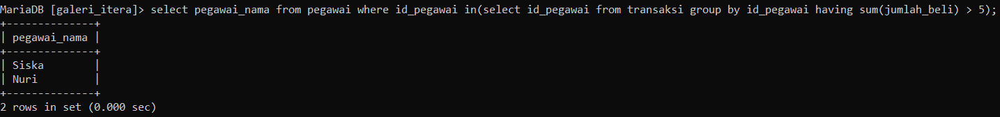 MariaDB [galeri_itera]> select pegawai_nama from pegawai where id_pegawai in(select id_pegawai from transaksi group by id_pegawai having sum(jumlah_beli) > 5);
+--------------+
| pegawai_nama |
+--------------+
| Siska        |
| Nuri         |
+--------------+
2 rows in set (0.000 sec)